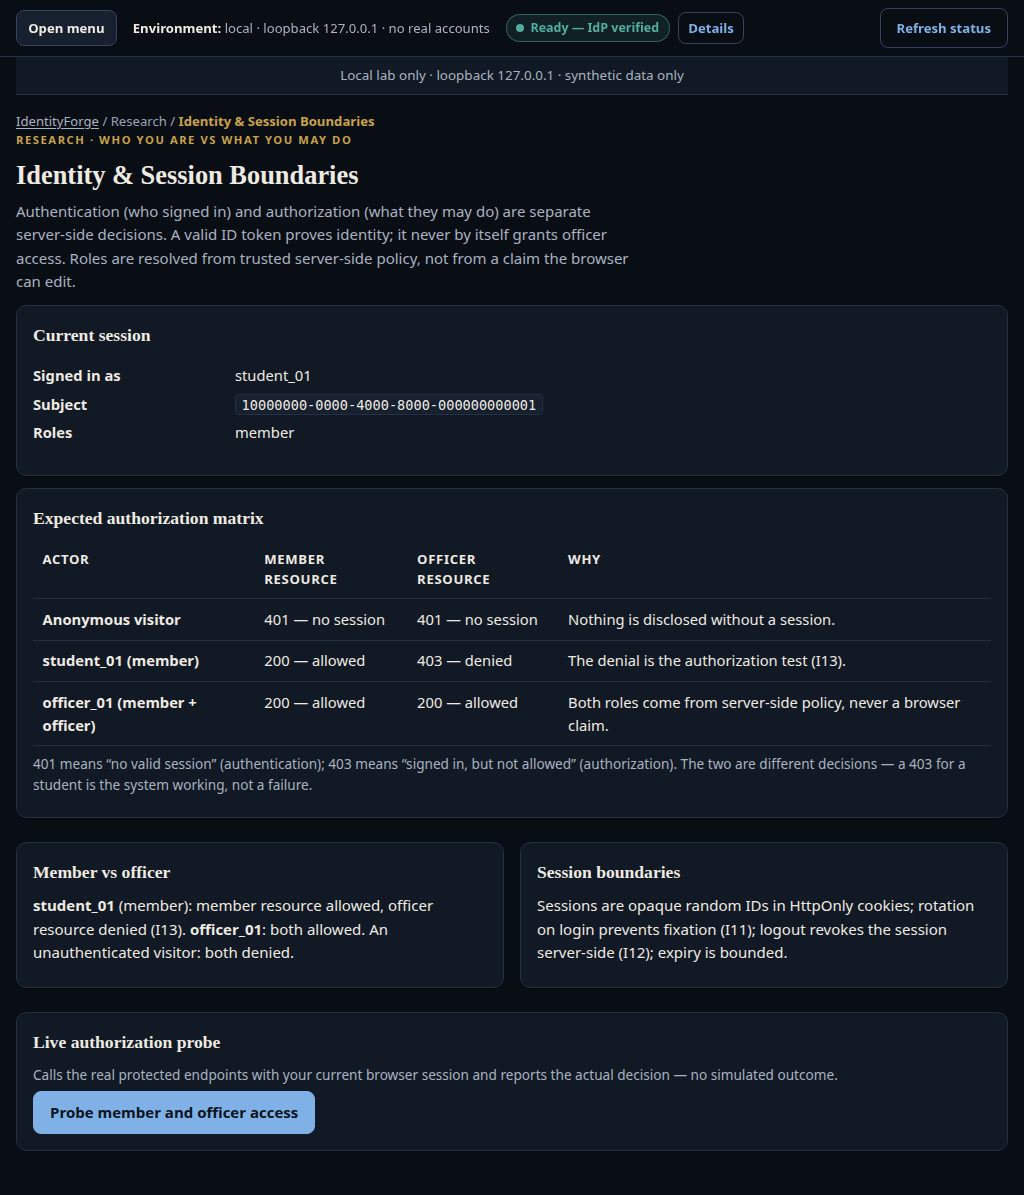 Open menu
Environment: local · loopback 127.0.0.1 · no real accounts
Ready — IdP verified
Details
Refresh status
Local lab only · loopback 127.0.0.1 · synthetic data only
IdentityForge / Research / Identity & Session Boundaries
RESEARCH · WHO YOU ARE VS WHAT YOU MAY DO
Identity & Session Boundaries
Authentication (who signed in) and authorization (what they may do) are separate
server-side decisions. A valid ID token proves identity; it never by itself grants officer
access. Roles are resolved from trusted server-side policy, not from a claim the browser
can edit.
Current session
Signed in as student_01
Subject 10000000-0000-4000-8000-000000000001
Roles member
Expected authorization matrix
ACTOR MEMBER RESOURCE OFFICER RESOURCE WHY
Anonymous visitor 401 — no session 401 — no session Nothing is disclosed without a session.
student_01 (member) 200 — allowed 403 — denied The denial is the authorization test (I13).
officer_01 (member + officer) 200 — allowed 200 — allowed Both roles come from server-side policy, never a browser claim.
401 means “no valid session” (authentication); 403 means “signed in, but not allowed” (authorization). The two are different decisions — a 403 for a
student is the system working, not a failure.
Member vs officer
student_01 (member): member resource allowed, officer
resource denied (I13). officer_01: both allowed. An
unauthenticated visitor: both denied.
Session boundaries
Sessions are opaque random IDs in HttpOnly cookies; rotation
on login prevents fixation (I11); logout revokes the session
server-side (I12); expiry is bounded.
Live authorization probe
Calls the real protected endpoints with your current browser session and reports the actual decision — no simulated outcome.
Probe member and officer access